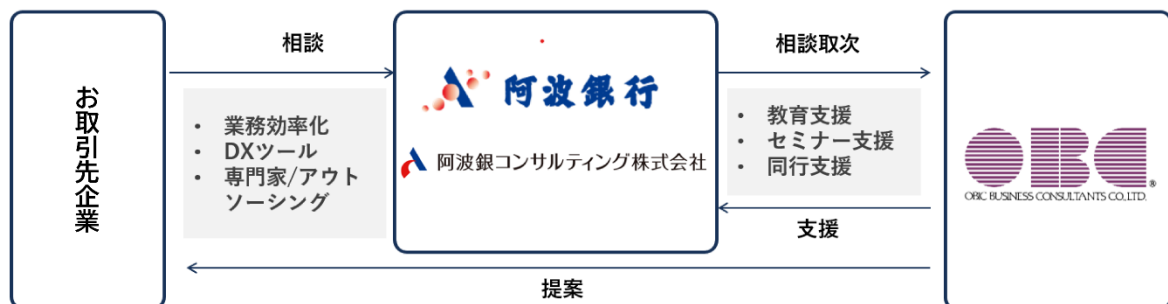 お取引先企業
相談
・ 業務効率化
・ DXツール
・ 専門家/アウト
ソーシング
阿波銀行
阿波銀コンサルティング株式会社
相談取次
・ 教育支援
・ セミナー支援
・ 同行支援
支援
OBC®
OBIC BUSINESS CONSULTANTS CO.,LTD.
提案